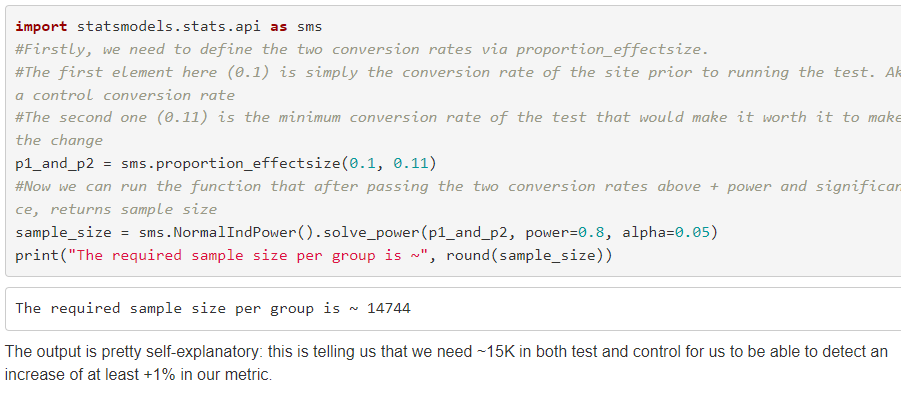 import statsmodels.stats.api as sms
#Firstly, we need to define the two conversion rates via proportion_effectsize.
#The first element here (0.1) is simply the conversion rate of the site prior to running the test. Ak
a control conversion rate
#The second one (0.11) is the minimum conversion rate of the test that would make it worth it to make
the change
p1_and_p2 = sms.proportion_effectsize(0.1, 0.11)
#Now we can run the function that after passing the two conversion rates above + power and significan
ce, returns sample size
sample_size = sms.NormalIndPower().solve_power(p1_and_p2, power=0.8, alpha=0.05)
print("The required sample size per group is ~", round(sample_size))
The required sample size per group is ~ 14744
The output is pretty self-explanatory: this is telling us that we need ~15K in both test and control for us to be able to detect an
increase of at least +1% in our metric.